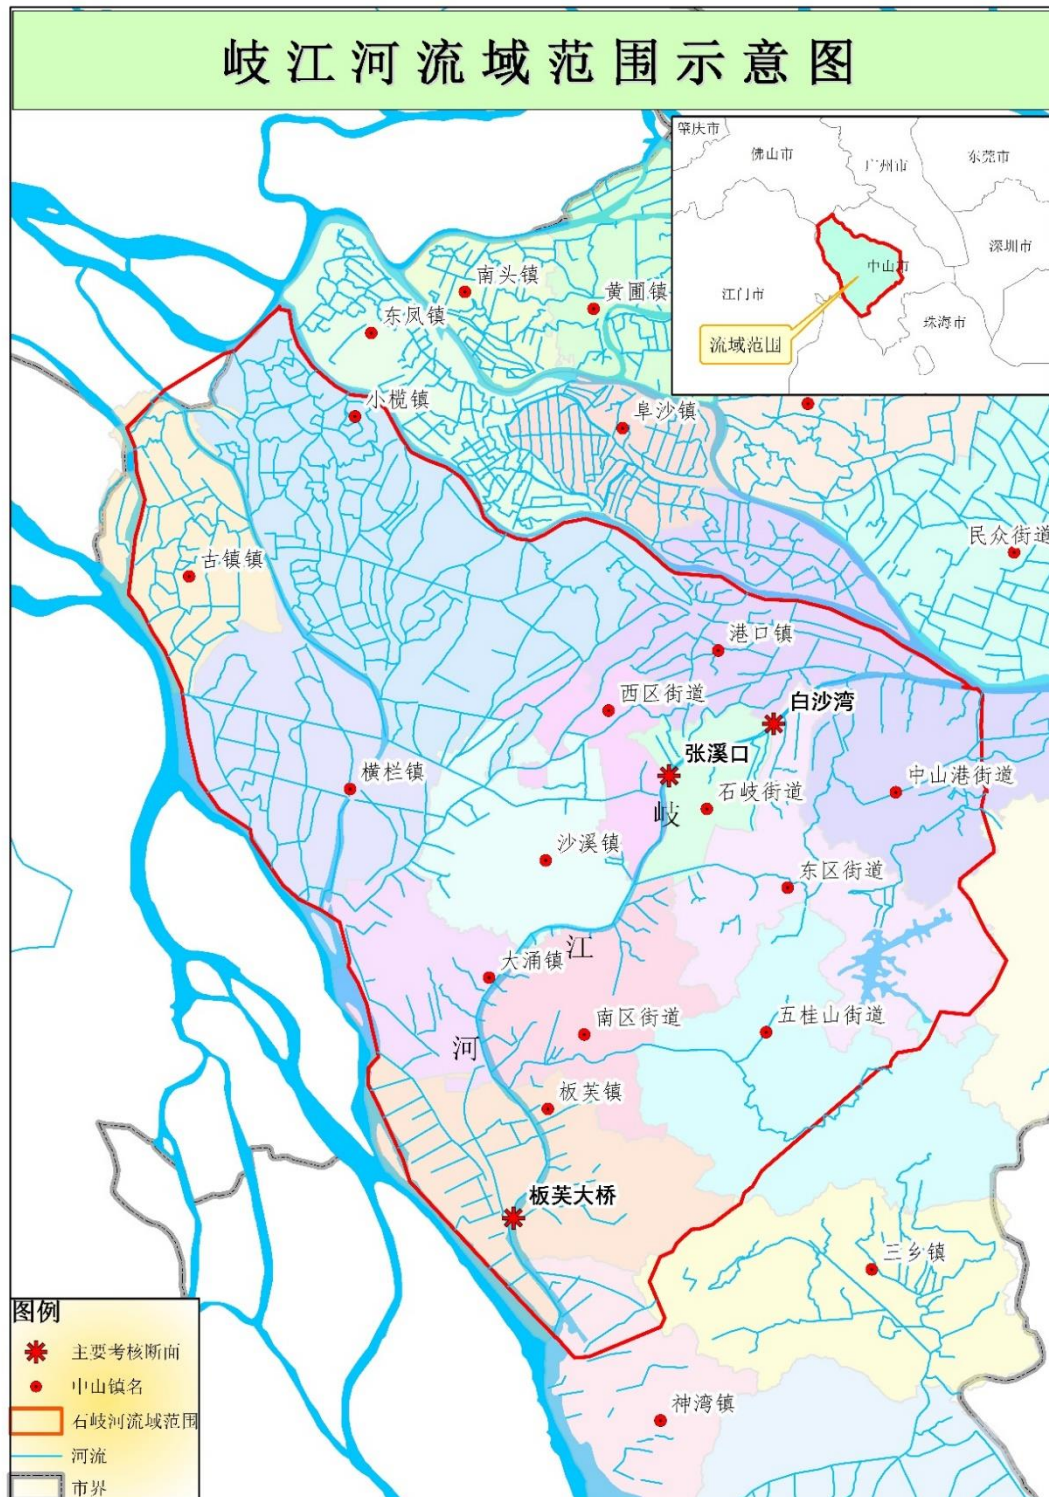 岐江河流域范围示意图
肇庆市
佛山市
广州市
东莞市
深圳市
中山市
江门市
珠海市
流域范围
南头镇
黄圃镇
东凤镇
小榄镇
阜沙镇
民众街道
古镇镇
港口镇
西区街道
白沙湾
张溪口
横栏镇
石岐街道
中山港街道
岐
沙溪镇
东区街道
江
大涌镇
南区街道
五桂山街道
河
板芙镇
板芙大桥
三乡镇
神湾镇
图例
主要考核断面
中山镇名
石岐河流域范围
河流
市界